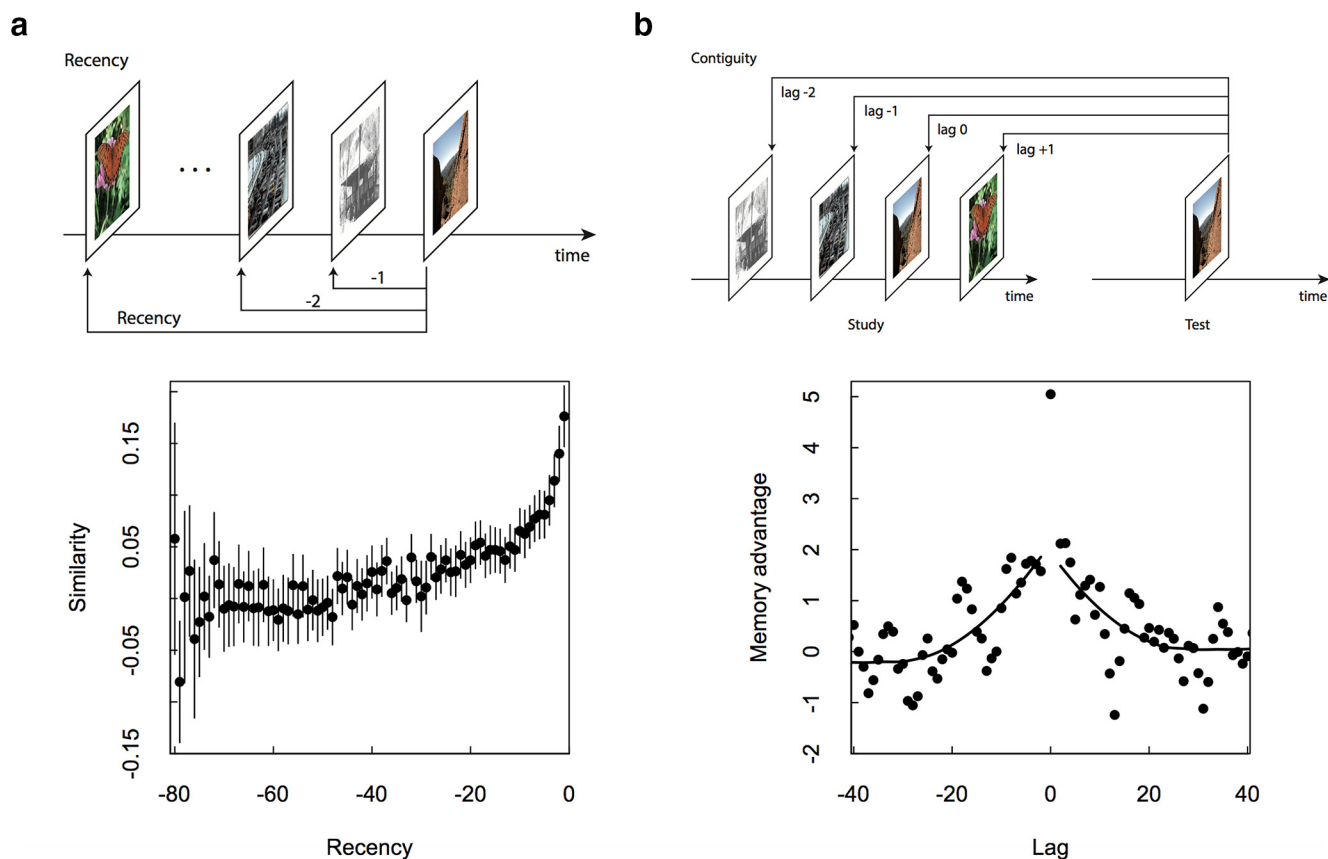 a
Recency
. . .
time
-1
-2
Recency
Similarity
0.15
0.05
-0.05
-0.15
-80
-60
-40
-20
0
Recency
b
Contiguity
lag -2
lag -1
lag 0
lag +1
time
time
Study
Test
Memory advantage
5
4
3
2
1
0
-1
-2
-40
-20
0
20
40
Lag